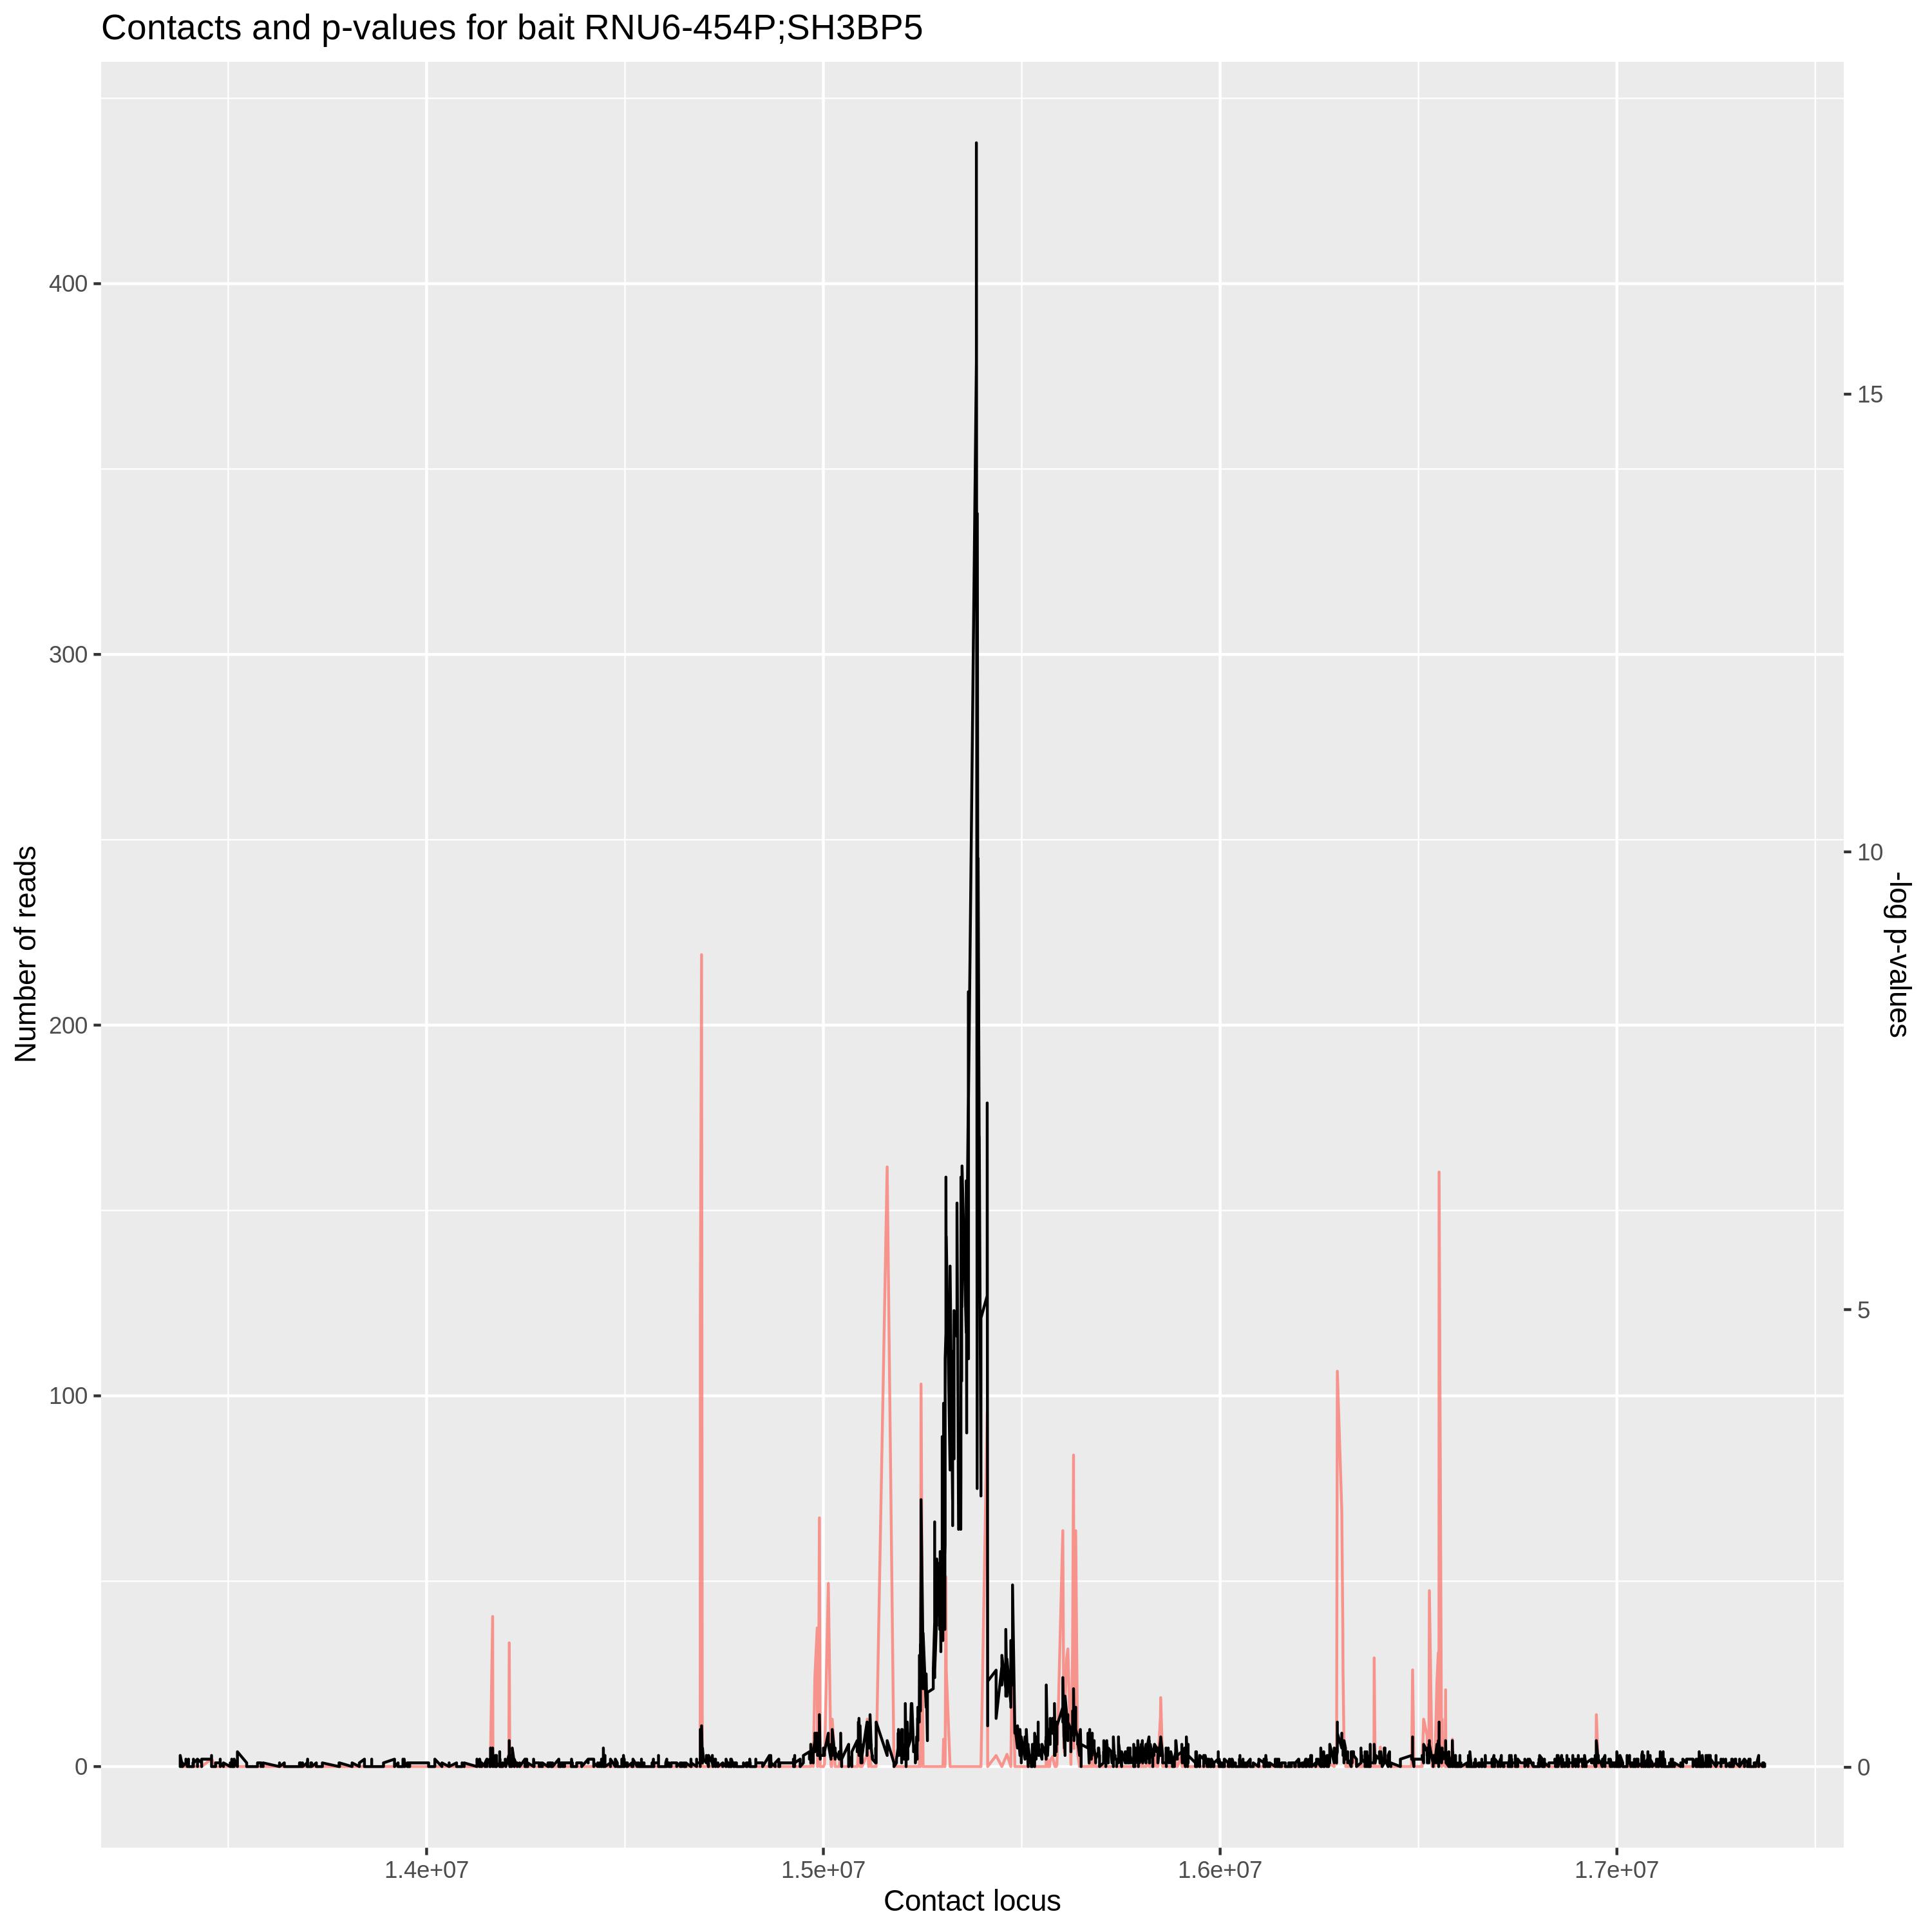 Contacts and p-values for bait RNU6-454P;SH3BP5
Number of reads
400
300
200
100
0
15
10
5
0
-log p-values
1.4e+07 1.5e+07 1.6e+07 1.7e+07
Contact locus